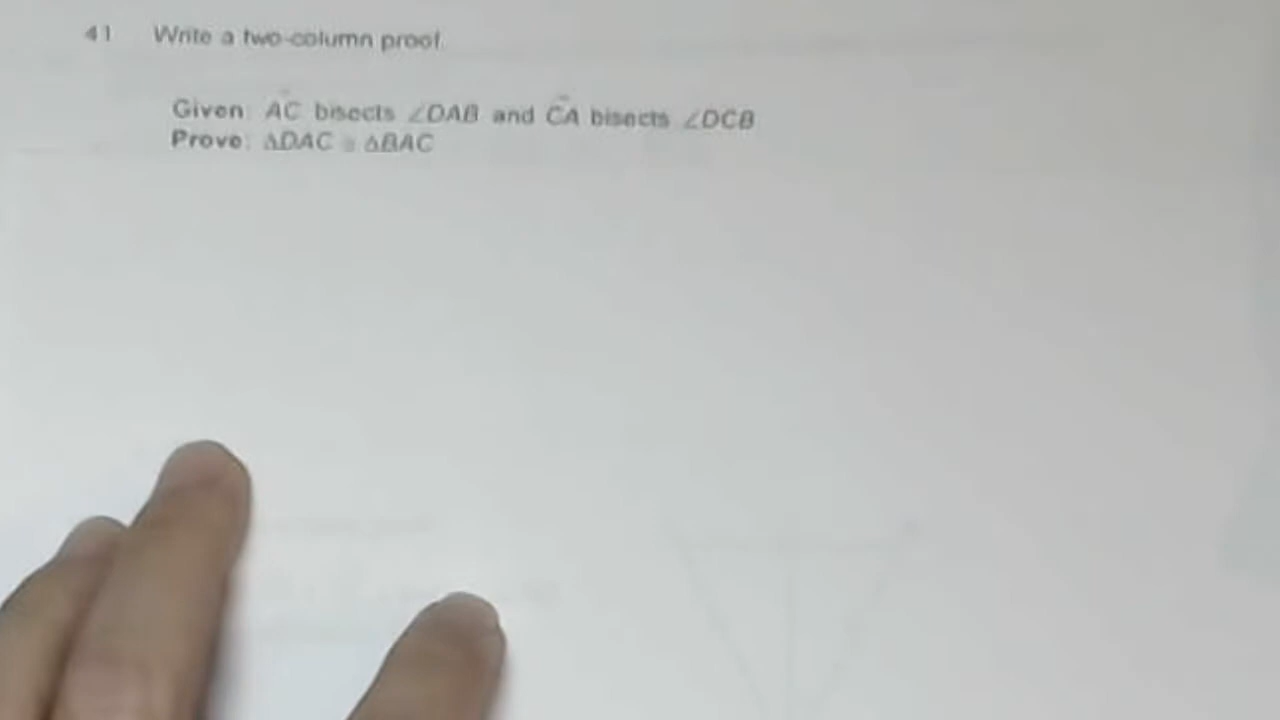 41 Write a two-column proof.
Given: AC bisects ∠DAB and CA bisects ∠DCB
Prove: ΔDAC ≅ ΔBAC